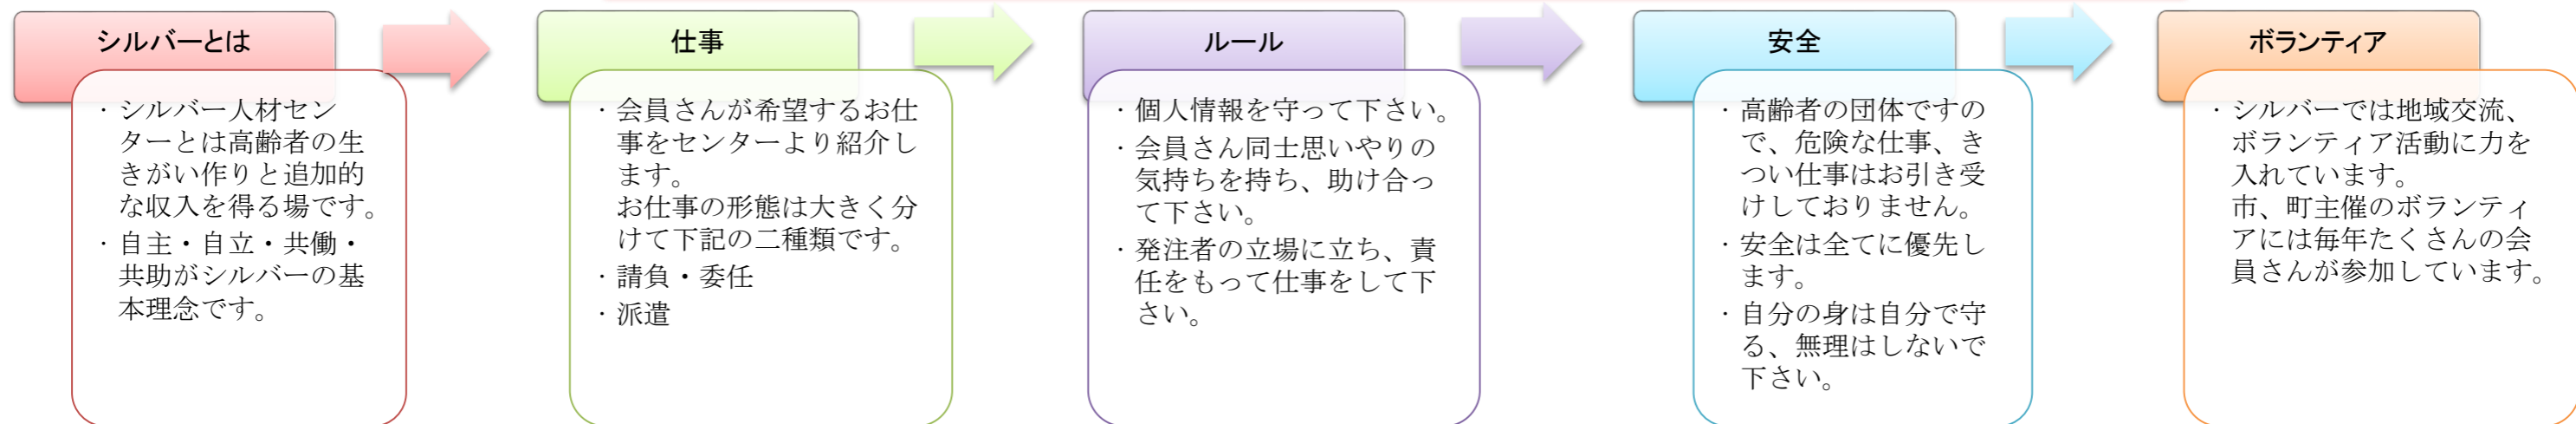 シルバーとは
・シルバー人材セン
ターとは高齢者の生
きがい作りと追加的
な収入を得る場です。
・自主・自立・共働・
共助がシルバーの基
本理念です。
仕事
・会員さんが希望するお仕
事をセンターより紹介し
ます。
お仕事の形態は大きく分
けて下記の二種類です。
・請負・委任
・派遣
ルール
・個人情報を守って下さい。
・会員さん同士思いやりの
気持ちを持ち、助け合っ
て下さい。
・発注者の立場に立ち、責
任をもって仕事をして下
さい。
安全
・高齢者の団体ですの
で、危険な仕事、き
つい仕事はお引き受
けしておりません。
・安全は全てに優先し
ます。
・自分の身は自分で守
る、無理はしないで
下さい。
ボランティア
・シルバーでは地域交流、
ボランティア活動に力を
入れています。
市、町主催のボランティ
アには毎年たくさんの会
員さんが参加しています。